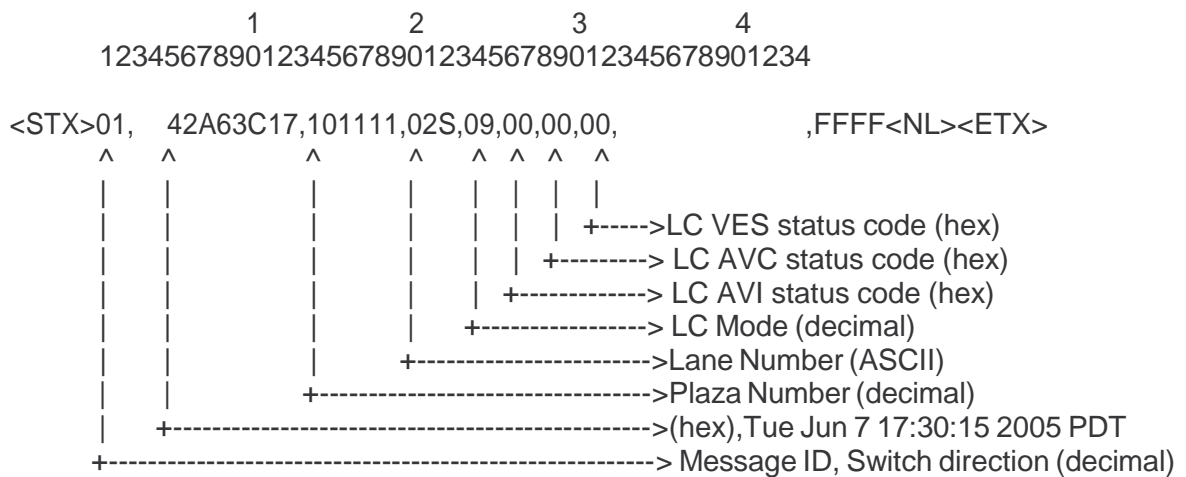 1 2 3 4
12345678901234567890123456789012345678901234
<STX>01, 42A63C17,101111,02S,09,00,00,00, ,FFFF<NL><ETX>
^ ^ ^ ^ ^ ^ ^ ^
| | | | | | | |
| | | | | | | +----->LC VES status code (hex)
| | | | | | +---------> LC AVC status code (hex)
| | | | | +-------------> LC AVI status code (hex)
| | | | +-----------------> LC Mode (decimal)
| | | +------------------------>Lane Number (ASCII)
| | +---------------------------------->Plaza Number (decimal)
| +------------------------------------------------->(hex),Tue Jun 7 17:30:15 2005 PDT
+--------------------------------------------------------> Message ID, Switch direction (decimal)